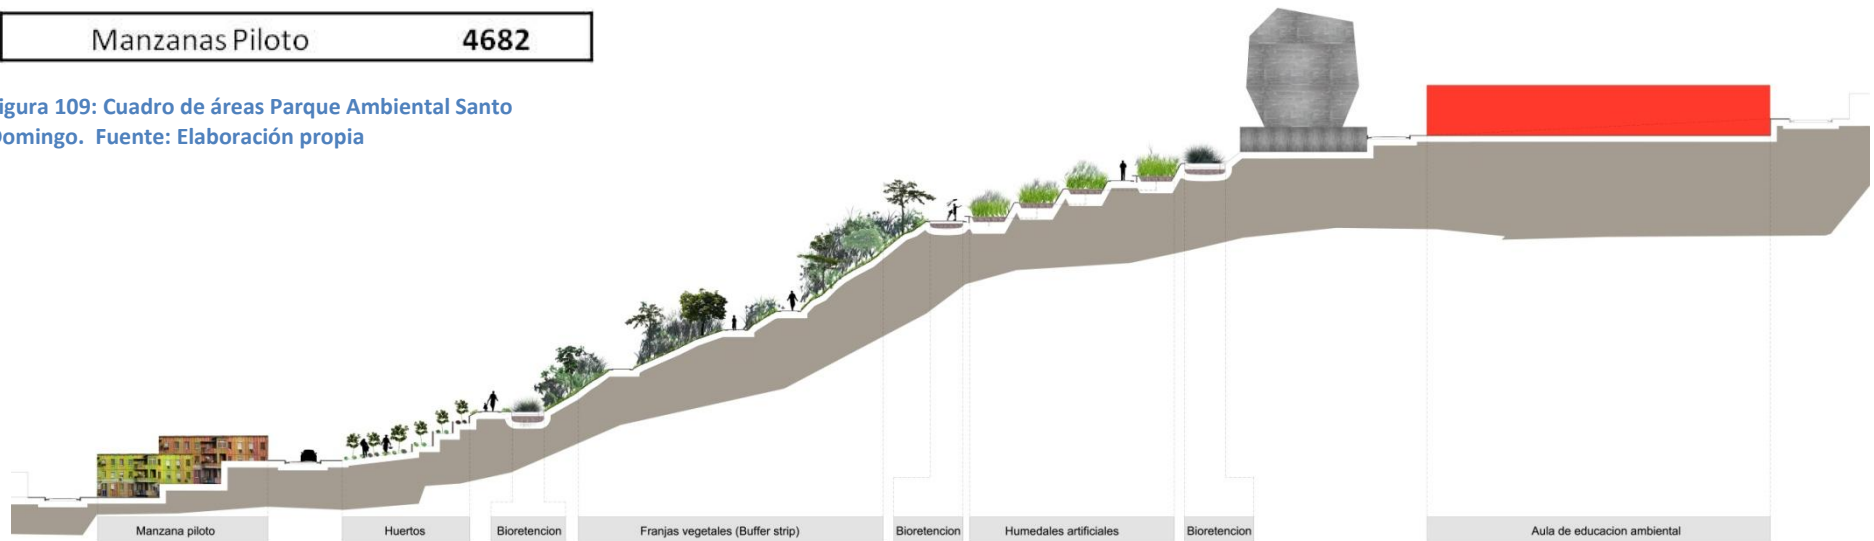 Manzanas Piloto 4682
igura 109: Cuadro de áreas Parque Ambiental Santo
Domingo. Fuente: Elaboración propia
Manzana piloto
Huertos
Bioretencion
Franjas vegetales (Buffer strip)
Bioretencion
Humedales artificiales
Bioretencion
Aula de educacion ambiental